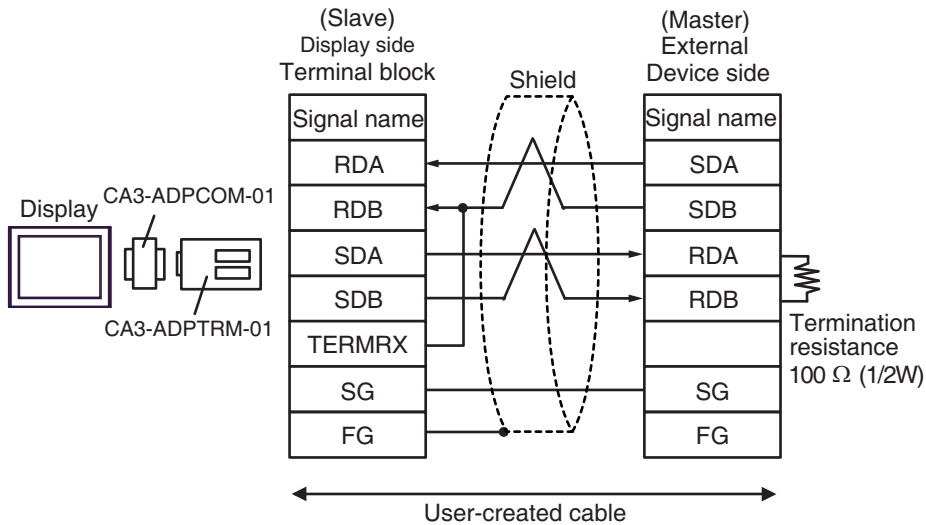 (Slave)
Display side
Terminal block
(Master)
External
Device side
Shield
Signal name
RDA
RDB
SDA
SDB
TERMRX
SG
FG
Signal name
SDA
SDB
RDA
RDB
SG
FG
Display
CA3-ADPCOM-01
CA3-ADPTRM-01
Termination
resistance
100 Ω (1/2W)
User-created cable